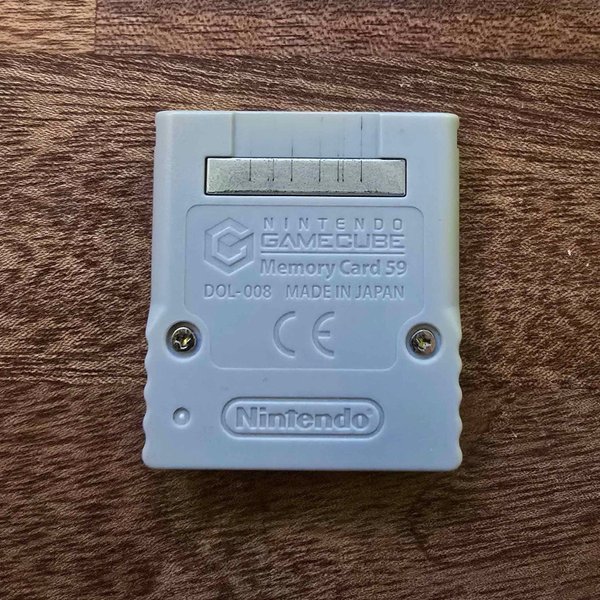 NINTENDO
GAMECUBE
Memory Card 59
DOL-008 MADE IN JAPAN
CE
Nintendo